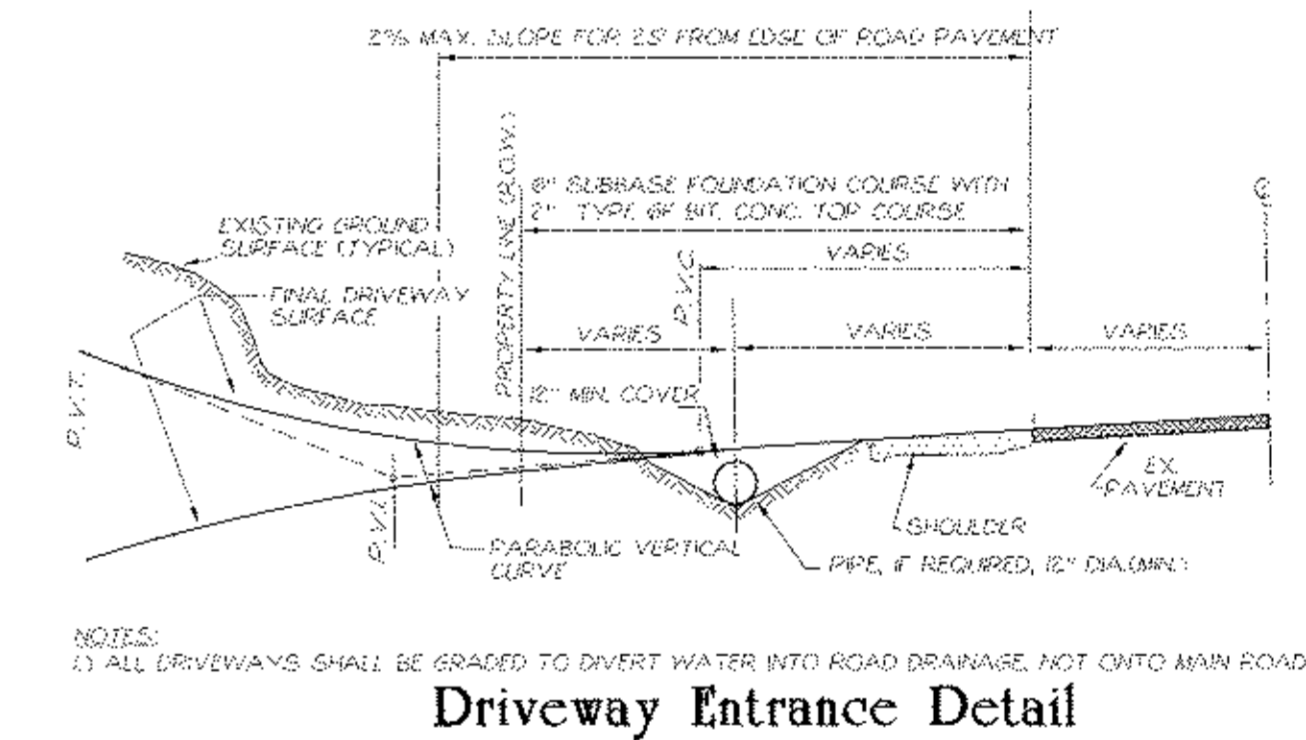 2% MAX. SLOPE FOR 25' FROM EDGE OF ROAD PAVEMENT
PROPERTY LINE (R.O.W.)
6" SUBBASE FOUNDATION COURSE WITH
2" TYPE 6F BIT. CONC. TOP COURSE
EXISTING GROUND
SURFACE (TYPICAL)
P.V.C.
VARIES
FINAL DRIVEWAY
SURFACE
VARIES
VARIES
VARIES
P.V.T.
12" MIN. COVER
EX.
PAVEMENT
P.V.I.
SHOULDER
PARABOLIC VERTICAL
CURVE
PIPE, IF REQUIRED, 12" DIA.(MIN.)
NOTES:
1.) ALL DRIVEWAYS SHALL BE GRADED TO DIVERT WATER INTO ROAD DRAINAGE, NOT ONTO MAIN ROAD
Driveway Entrance Detail